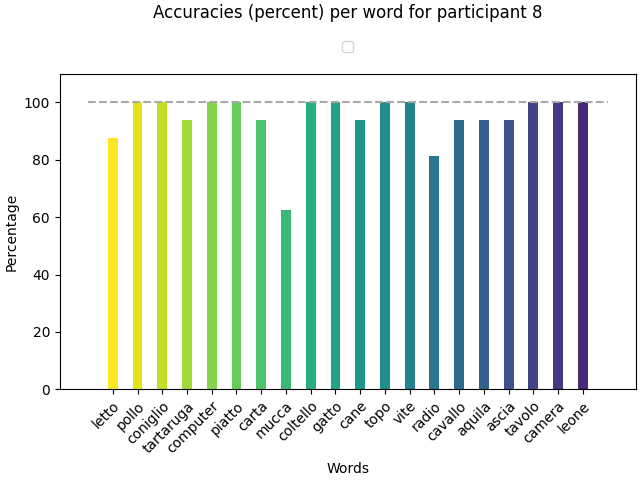 Accuracies (percent) per word for participant 8
100
80
60
40
20
0
Percentage
letto
pollo
coniglio
tartaruga
computer
piatto
carta
mucca
coltello
gatto
cane
topo
vite
radio
cavallo
aquila
ascia
tavolo
camera
leone
Words